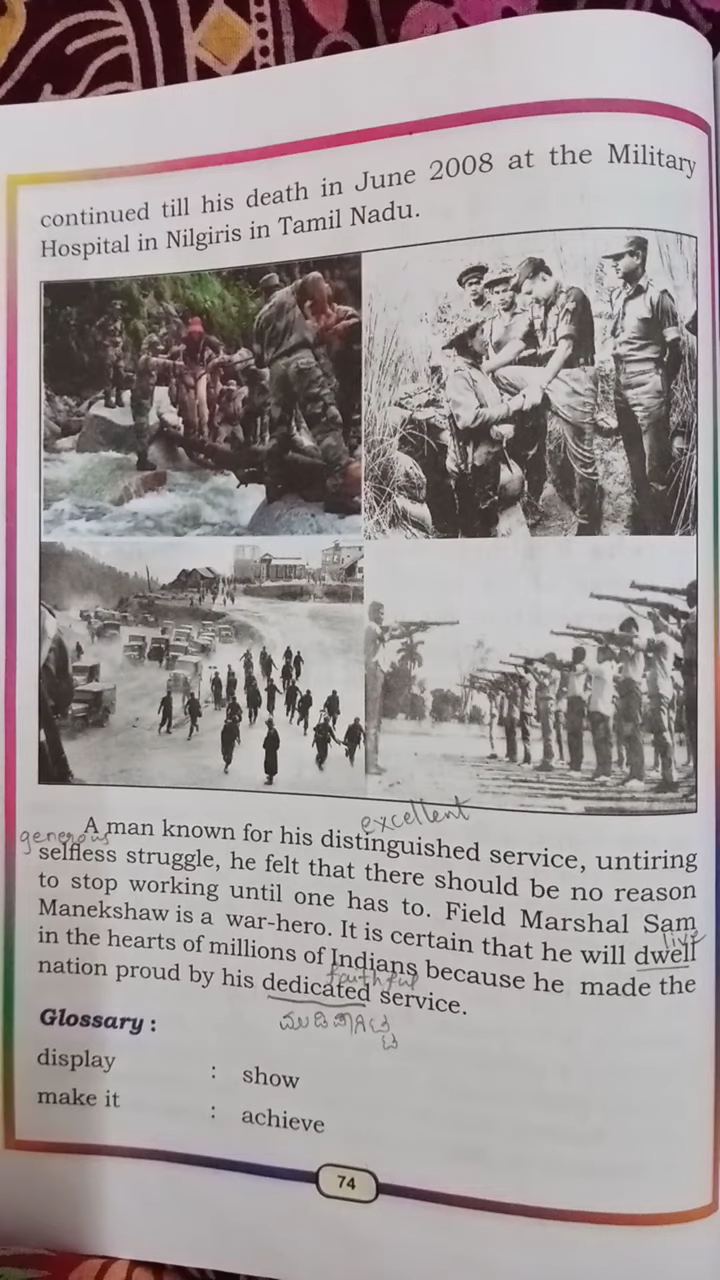 continued till his death in June 2008 at the Military
Hospital in Nilgiris in Tamil Nadu.
excellent
A man known for his distinguished service, untiring
generous
selfless struggle, he felt that there should be no reason
to stop working until one has to. Field Marshal Sam
Manekshaw is a war-hero. It is certain that he will dwell
live
in the hearts of millions of Indians because he made the
faithful
nation proud by his dedicated service.
Glossary :
display : show
make it : achieve
74